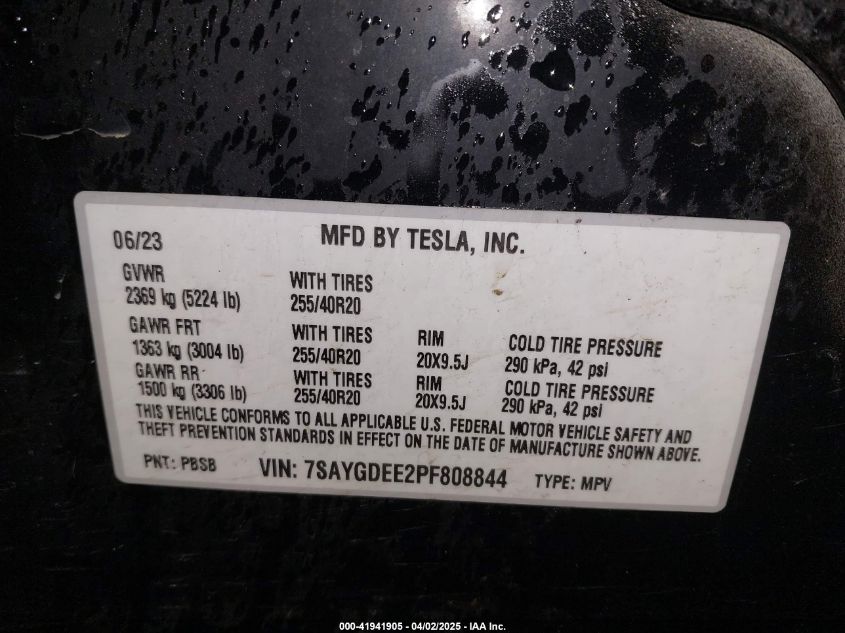 06/23 MFD BY TESLA, INC.
GVWR
2369 kg (5224 lb)
WITH TIRES
255/40R20
GAWR FRT
1363 kg (3004 lb)
WITH TIRES
255/40R20
RIM
20X9.5J
COLD TIRE PRESSURE
290 kPa, 42 psi
GAWR RR
1500 kg (3306 lb)
WITH TIRES
255/40R20
RIM
20X9.5J
COLD TIRE PRESSURE
290 kPa, 42 psi
THIS VEHICLE CONFORMS TO ALL APPLICABLE U.S. FEDERAL MOTOR VEHICLE SAFETY AND
THEFT PREVENTION STANDARDS IN EFFECT ON THE DATE OF MANUFACTURE SHOWN ABOVE.
PNT: PBSB VIN: 7SAYGDEE2PF808844 TYPE: MPV
000-41941905 - 04/02/2025 - IAA Inc.